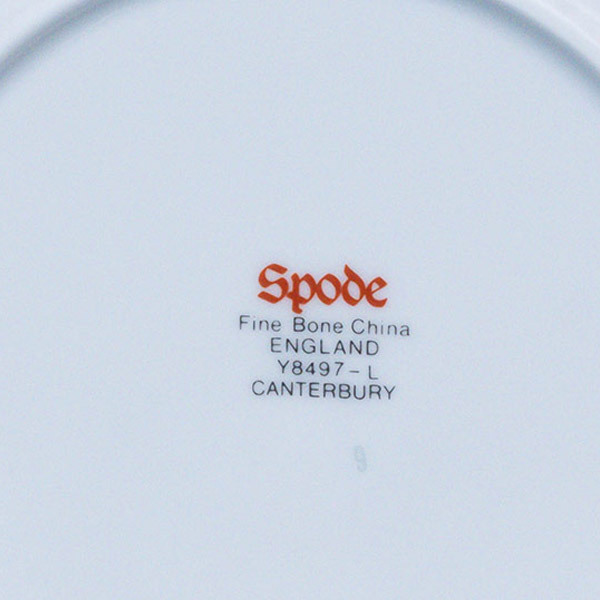 Spode
Fine Bone China
ENGLAND
Y8497-L
CANTERBURY
9